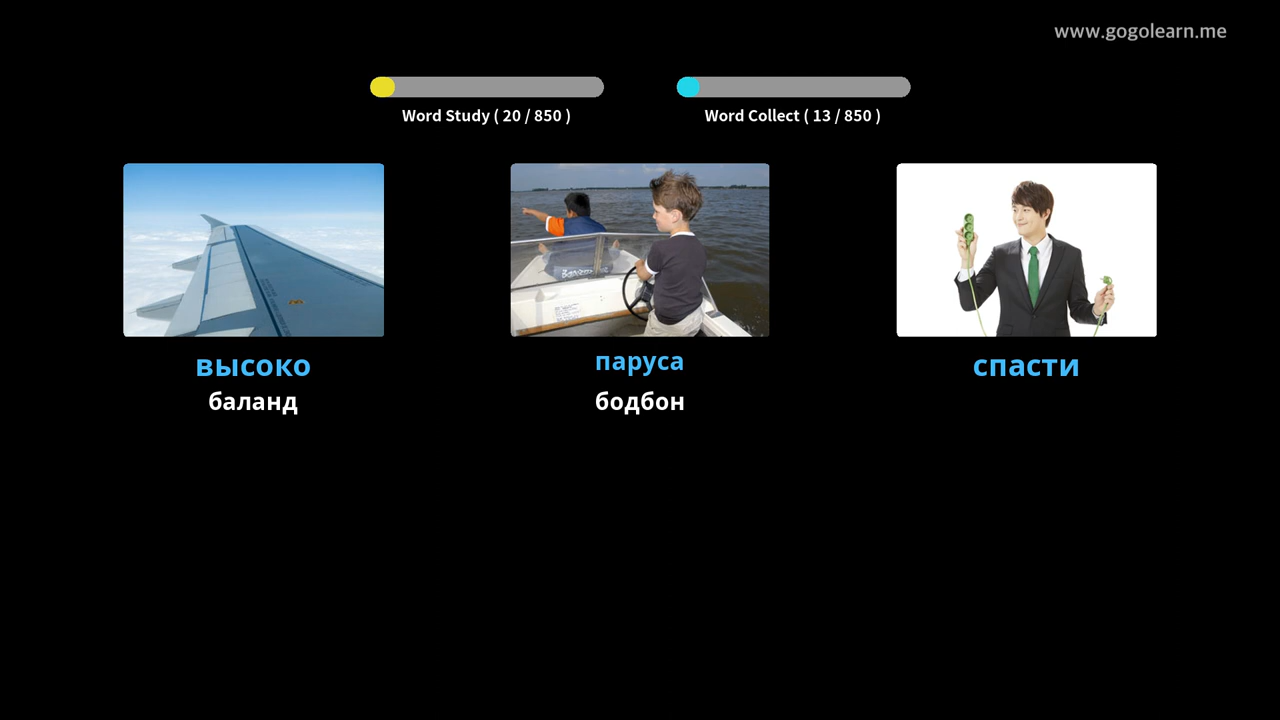 www.gogolearn.me
Word Study ( 20 / 850 )
Word Collect ( 13 / 850 )
высоко
баланд
паруса
бодбон
спасти